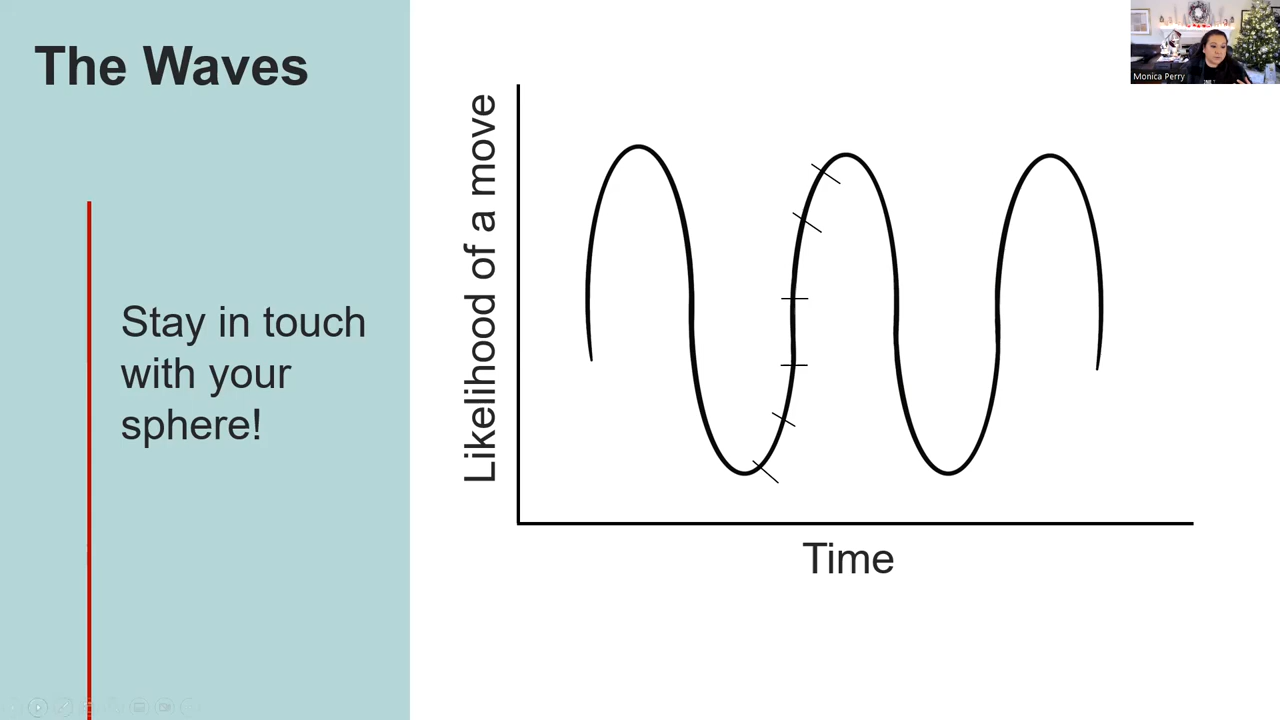 The Waves
Stay in touch
with your
sphere!
Likelihood of a move
Time
Monica Perry